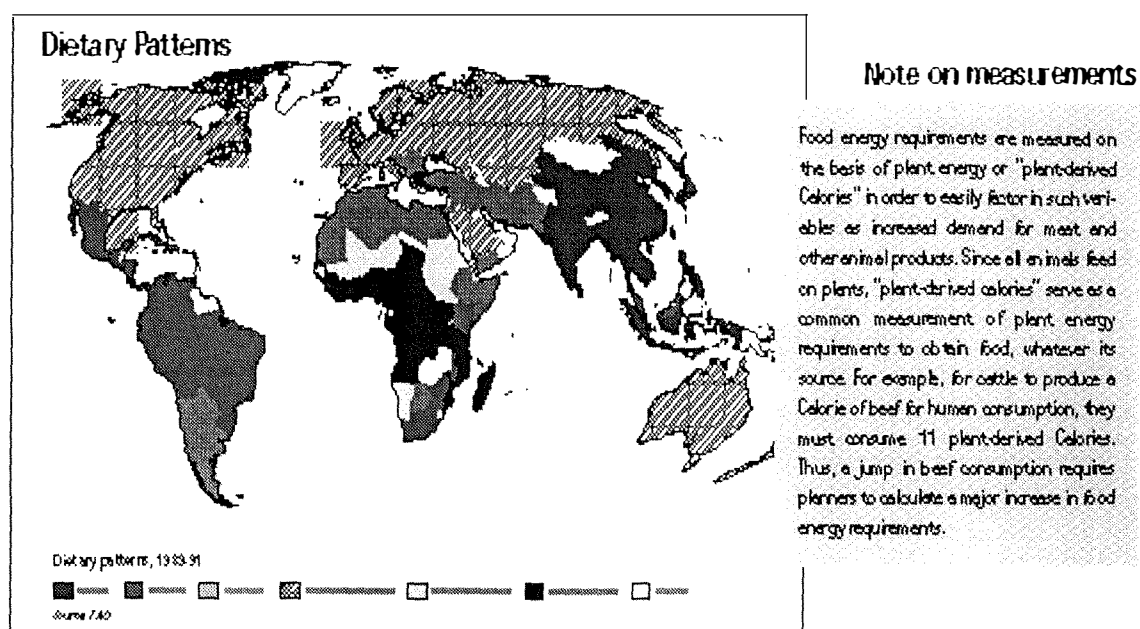 Dietary Patterns
Dietary patterns, 1989-91
Note on measurements
Food energy requirements are measured on
the basis of plant energy or "plant-derived
Calories" in order to easily factor in such vari-
ables as increased demand for meat and
other animal products. Since all animals feed
on plants, "plant-derived calories" serve as a
common measurement of plant energy
requirements to obtain food, whatever its
source. For example, for cattle to produce a
Calorie of beef for human consumption, they
must consume 11 plant-derived Calories.
Thus, a jump in beef consumption requires
planners to calculate a major increase in food
energy requirements.